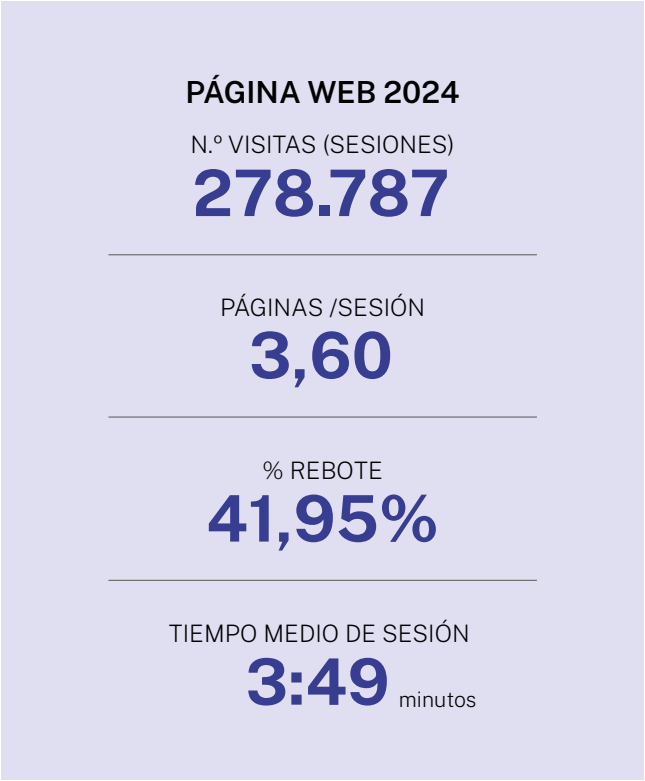 PÁGINA WEB 2024
N.º VISITAS (SESIONES)
278.787
PÁGINAS /SESIÓN
3,60
% REBOTE
41,95%
TIEMPO MEDIO DE SESIÓN
3:49 minutos